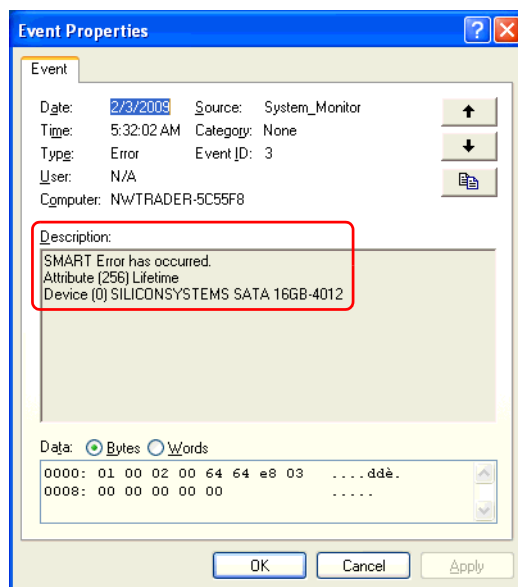 Event Properties
Event
Date: 2/3/2009 Source: System_Monitor
Time: 5:32:02 AM Category: None
Type: Error Event ID: 3
User: N/A
Computer: NWTRADER-5C55F8
Description:
SMART Error has occurred.
Attribute (256) Lifetime
Device (0) SILICONSYSTEMS SATA 16GB-4012
Data: Bytes Words
0000: 01 00 02 00 64 64 e8 03 ....ddè.
0008: 00 00 00 00 00 .....
OK Cancel Apply